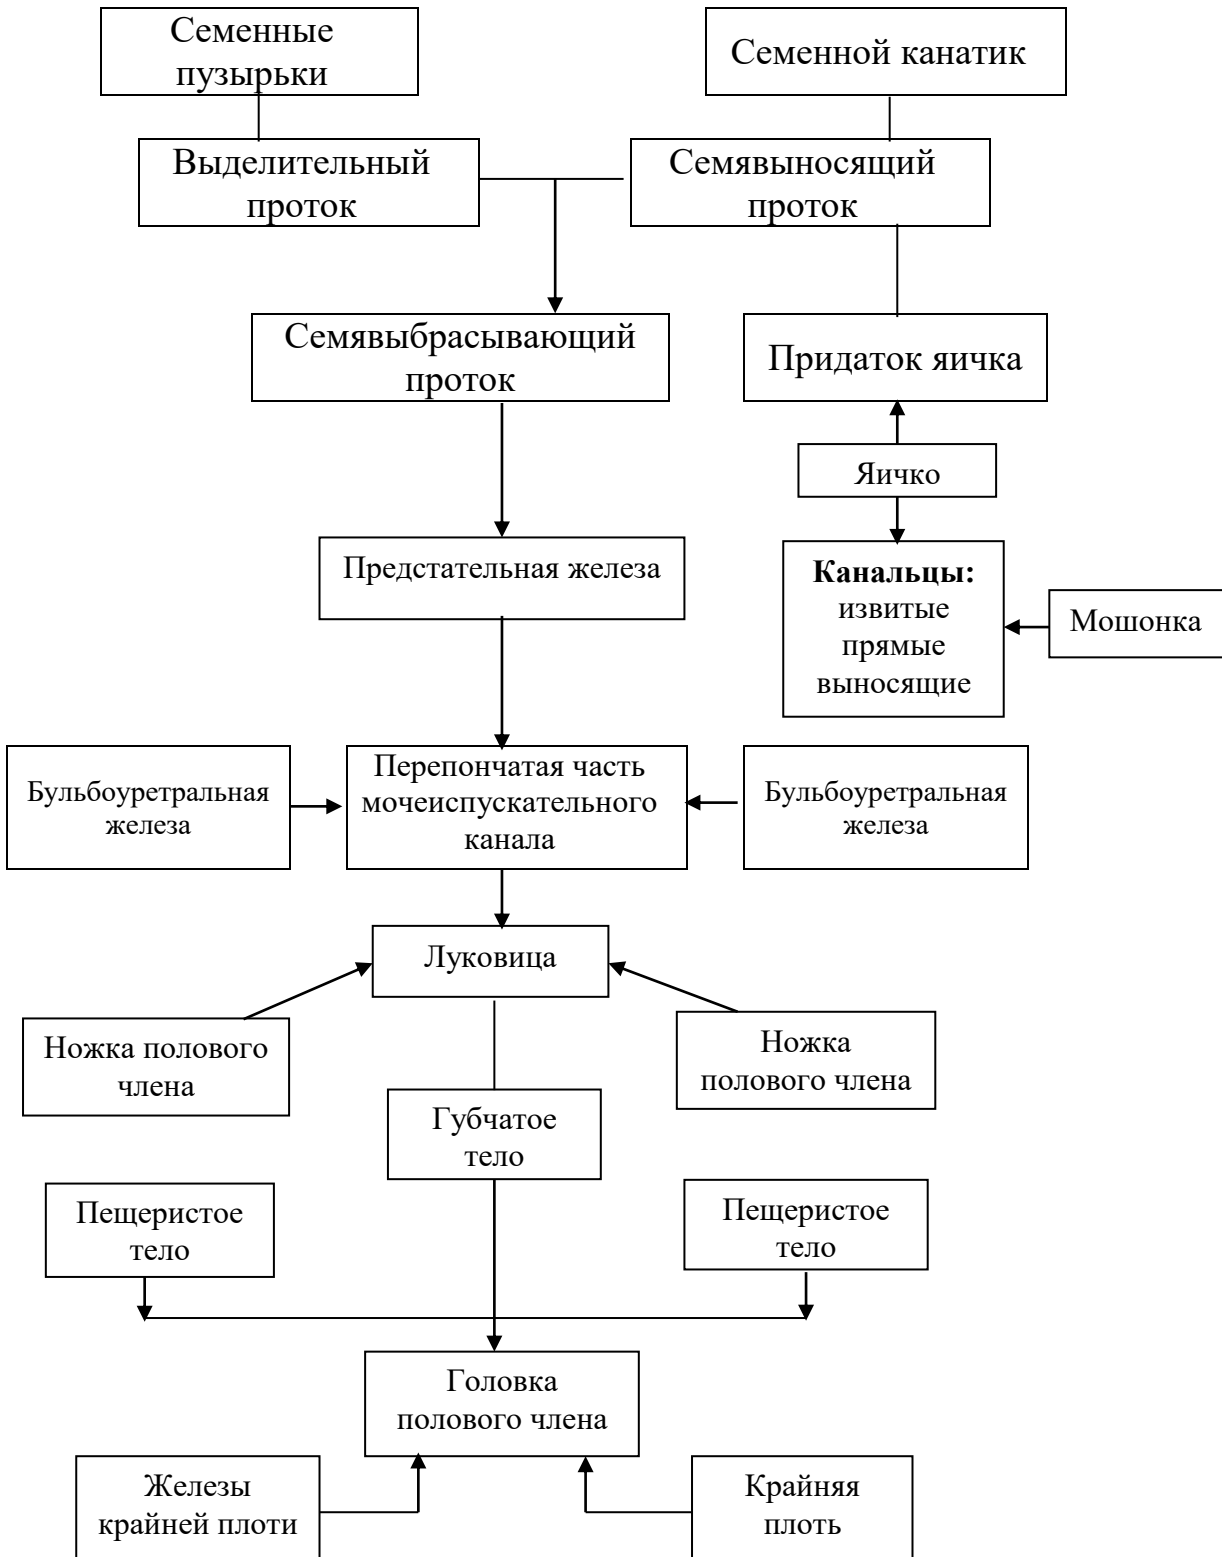 Семенные
пузырьки
Семенной канатик
Выделительный
проток
Семявыносящий
проток
Семявыбрасывающий
проток
Придаток яичка
Яичко
Предстательная железа
Канальцы:
извитые
прямые
выносящие
Мошонка
Бульбоуретральная
железа
Перепончатая часть
мочеиспускательного
канала
Бульбоуретральная
железа
Луковица
Ножка полового
члена
Ножка
полового члена
Губчатое
тело
Пещеристое
тело
Пещеристое
тело
Головка
полового члена
Железы
крайней плоти
Крайняя
плоть